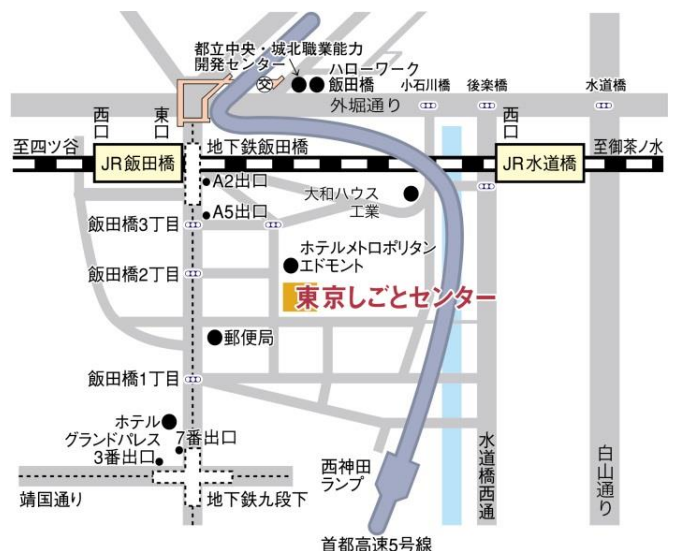 都立中央・城北職業能力
開発センター
交
ハローワーク
飯田橋
小石川橋
後楽橋
水道橋
外堀通り
西口
東口
西口
至四ツ谷
地下鉄飯田橋
至御茶ノ水
JR飯田橋
JR水道橋
A2出口
大和ハウス
工業
A5出口
飯田橋3丁目
ホテルメトロポリタン
エドモント
飯田橋2丁目
東京しごとセンター
郵便局
飯田橋1丁目
ホテル
グランドパレス
7番出口
3番出口
西神田
ランプ
水道橋西通
白山通り
靖国通り
地下鉄九段下
首都高速5号線